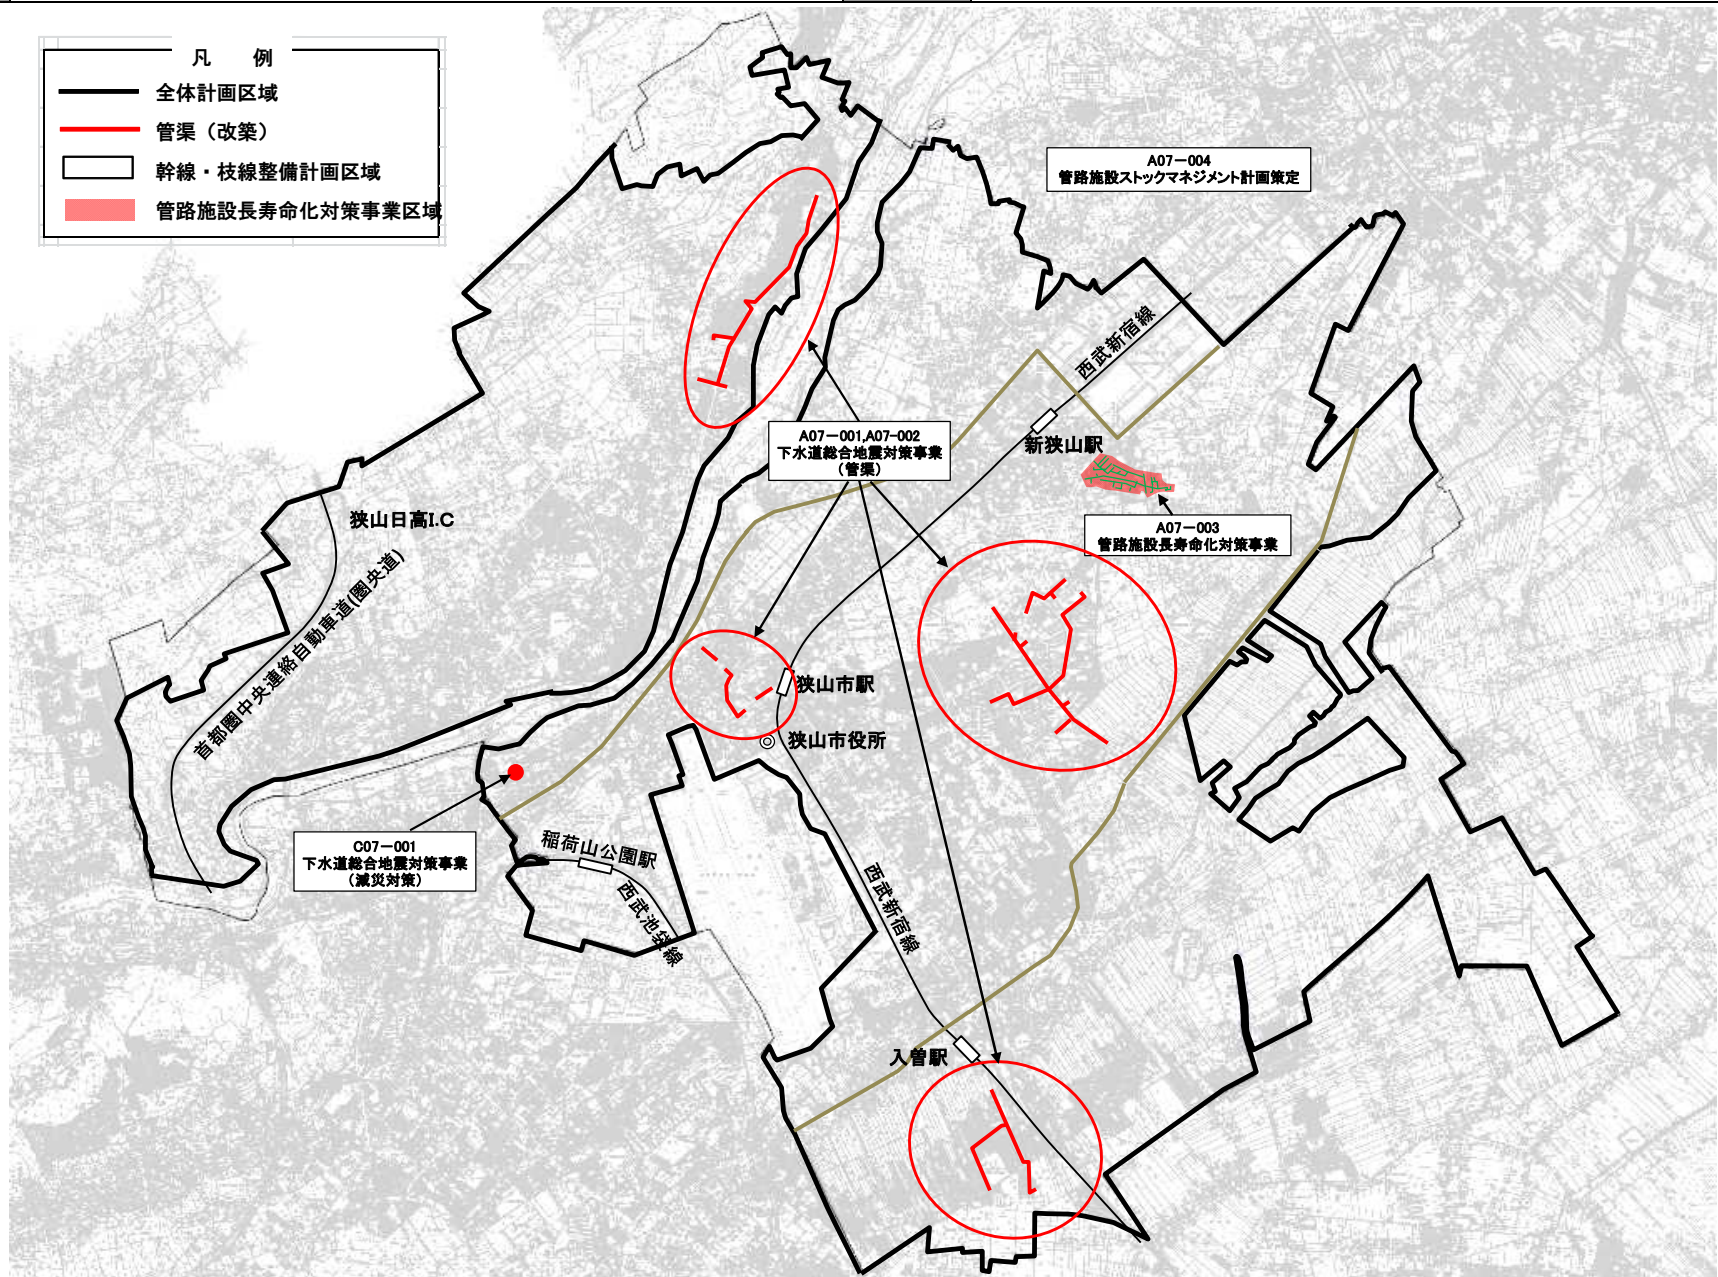 凡　例
全体計画区域
管渠（改築）
幹線・枝線整備計画区域
管路施設長寿命化対策事業区域
A07－004
管路施設ストックマネジメント計画策定
西武新宿線
新狭山駅
A07－001,A07-002
下水道総合地震対策事業
（管渠）
A07－003
管路施設長寿命化対策事業
狭山日高I.C
首都圏中央連絡自動車道(圏央道)
狭山市駅
狭山市役所
C07－001
下水道総合地震対策事業
（減災対策）
稲荷山公園駅
西武池袋線
西武新宿線
入曽駅